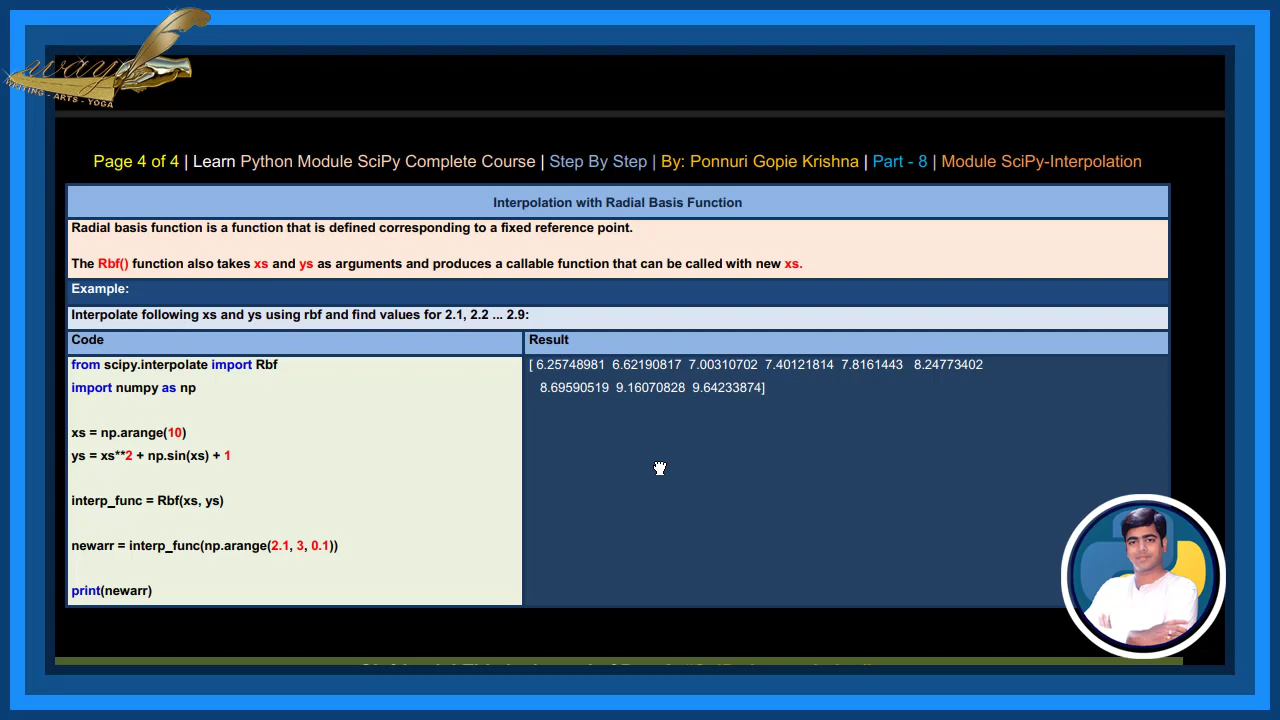 way
WRITING - ARTS - YOGA
Page 4 of 4 | Learn Python Module SciPy Complete Course | Step By Step | By: Ponnuri Gopie Krishna | Part - 8 | Module SciPy-Interpolation
Interpolation with Radial Basis Function
Radial basis function is a function that is defined corresponding to a fixed reference point.
The Rbf() function also takes xs and ys as arguments and produces a callable function that can be called with new xs.
Example:
Interpolate following xs and ys using rbf and find values for 2.1, 2.2 ... 2.9:
Code
Result
from scipy.interpolate import Rbf
import numpy as np
xs = np.arange(10)
ys = xs**2 + np.sin(xs) + 1
interp_func = Rbf(xs, ys)
newarr = interp_func(np.arange(2.1, 3, 0.1))
print(newarr)
[ 6.25748981 6.62190817 7.00310702 7.40121814 7.8161443 8.24773402
8.69590519 9.16070828 9.64233874]